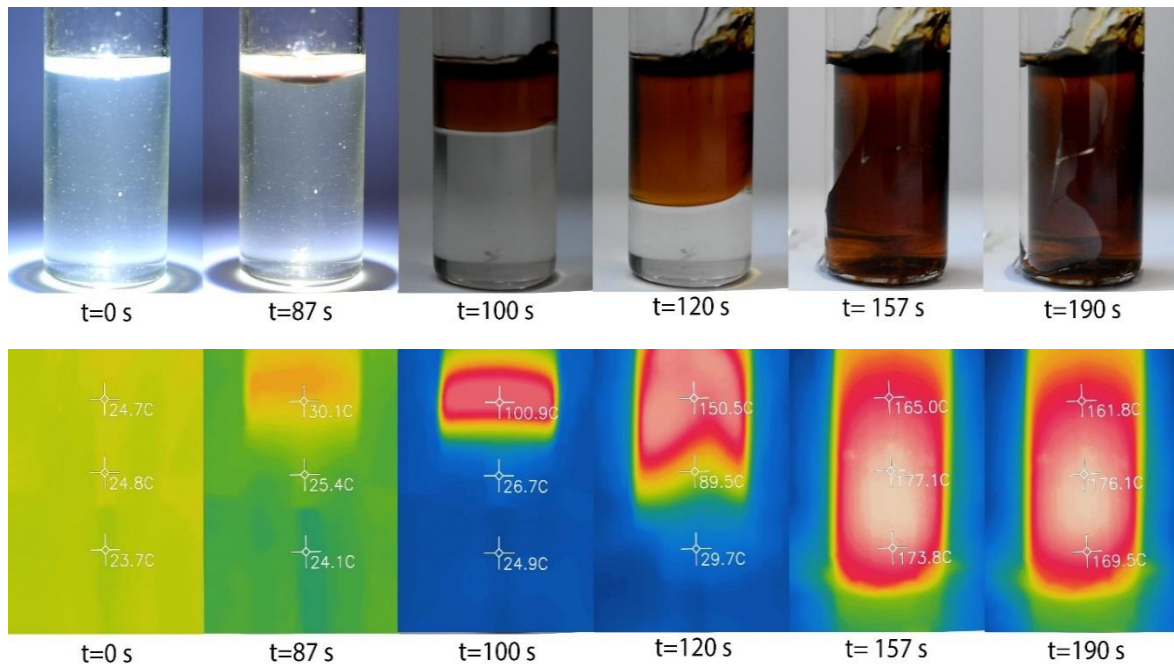 t=0 s
t=87 s
t=100 s
t=120 s
t= 157 s
t=190 s
24.7C
24.8C
23.7C
30.1C
25.4C
24.1C
100.9C
26.7C
24.9C
150.5C
89.5C
29.7C
165.0C
177.1C
173.8C
161.8C
176.1C
169.5C
t=0 s
t=87 s
t=100 s
t=120 s
t= 157 s
t=190 s